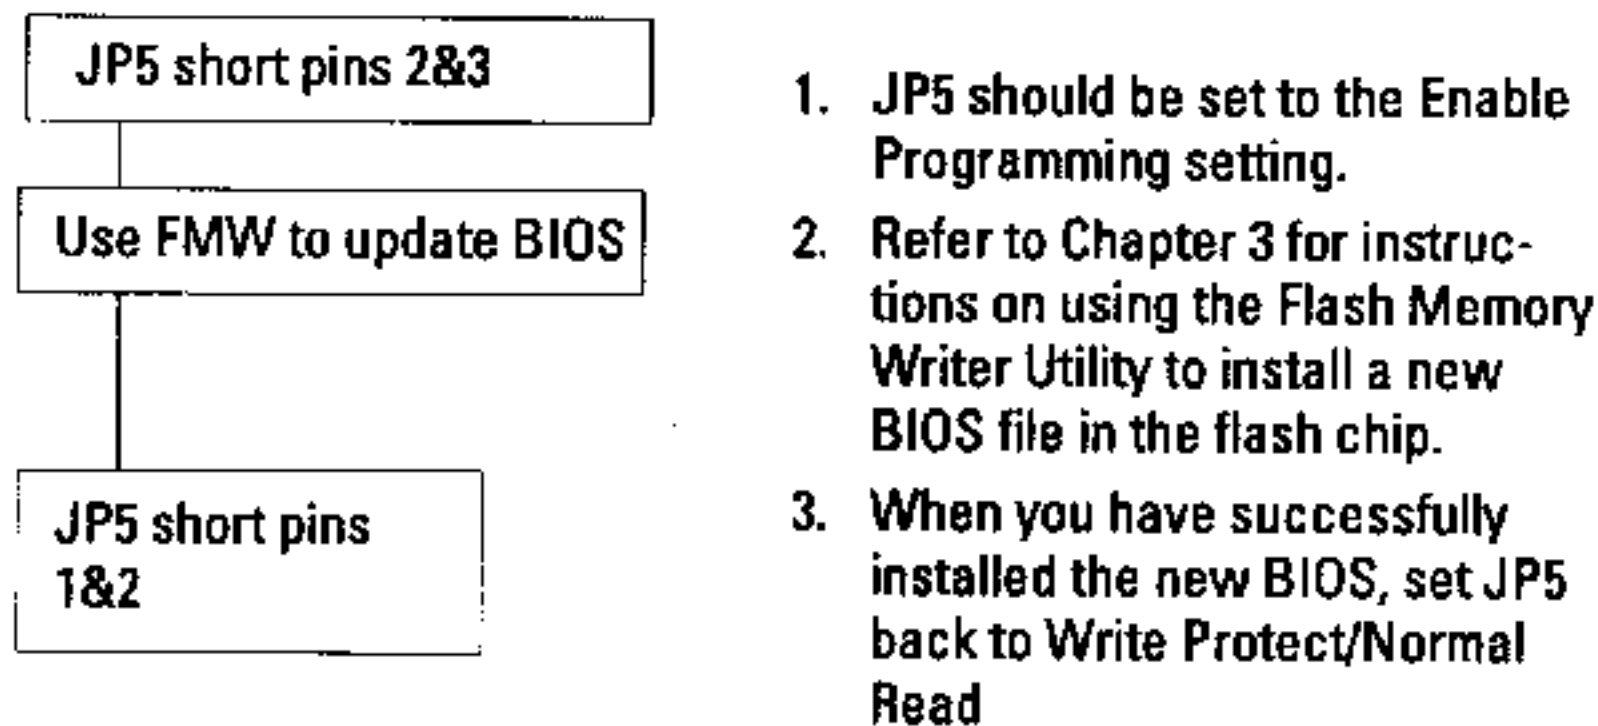 JP5 short pins 2&3
Use FMW to update BIOS
JP5 short pins
1&2
1. JP5 should be set to the Enable
Programming setting.
2. Refer to Chapter 3 for instruc-
tions on using the Flash Memory
Writer Utility to install a new
BIOS file in the flash chip.
3. When you have successfully
installed the new BIOS, set JP5
back to Write Protect/Normal
Read